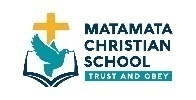 MATAMATA
CHRISTIAN
SCHOOL
TRUST AND OBEY